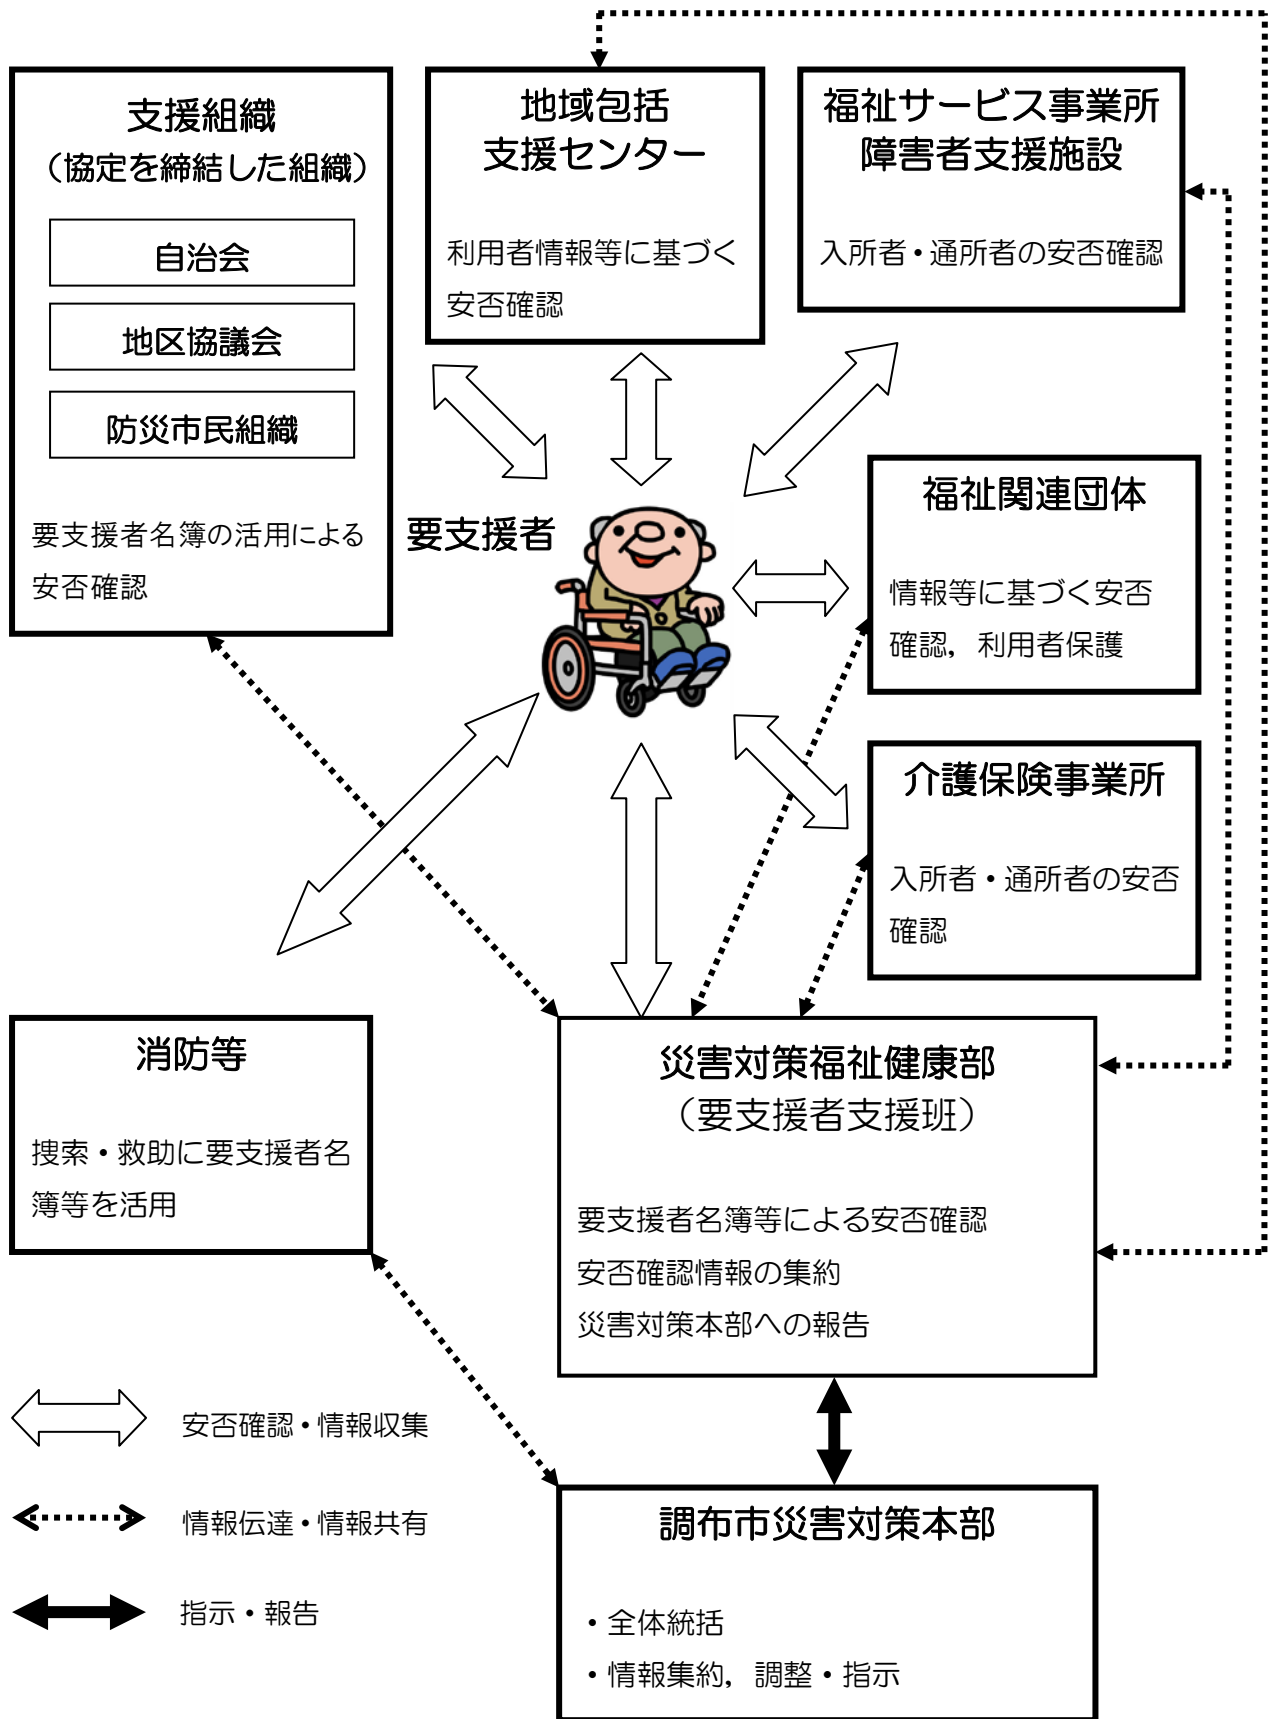 支援組織
（協定を締結した組織）
自治会
地区協議会
防災市民組織
要支援者名簿の活用による
安否確認
地域包括
支援センター
利用者情報等に基づく
安否確認
福祉サービス事業所
障害者支援施設
入所者・通所者の安否確認
要支援者
福祉関連団体
情報等に基づく安否
確認，利用者保護
介護保険事業所
入所者・通所者の安否
確認
消防等
捜索・救助に要支援者名
簿等を活用
災害対策福祉健康部
（要支援者支援班）
要支援者名簿等による安否確認
安否確認情報の集約
災害対策本部への報告
安否確認・情報収集
情報伝達・情報共有
指示・報告
調布市災害対策本部
・全体統括
・情報集約，調整・指示